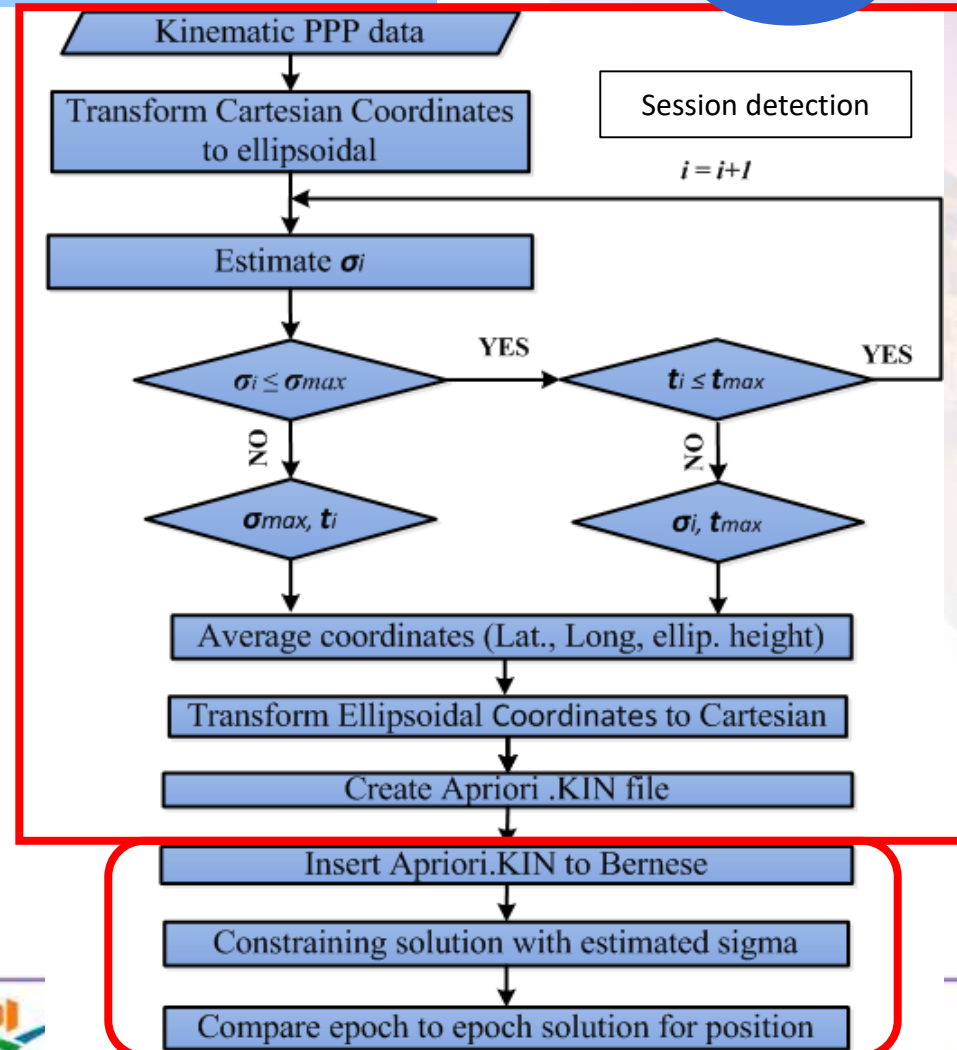 Kinematic PPP data
Transform Cartesian Coordinates
to ellipsoidal
Session detection
i = i+1
Estimate σi
YES
YES
σi ≤ σmax
ti ≤ tmax
NO
NO
σmax, ti
σi, tmax
Average coordinates (Lat., Long, ellip. height)
Transform Ellipsoidal Coordinates to Cartesian
Create Apriori .KIN file
Insert Apriori.KIN to Bernese
Constraining solution with estimated sigma
Compare epoch to epoch solution for position